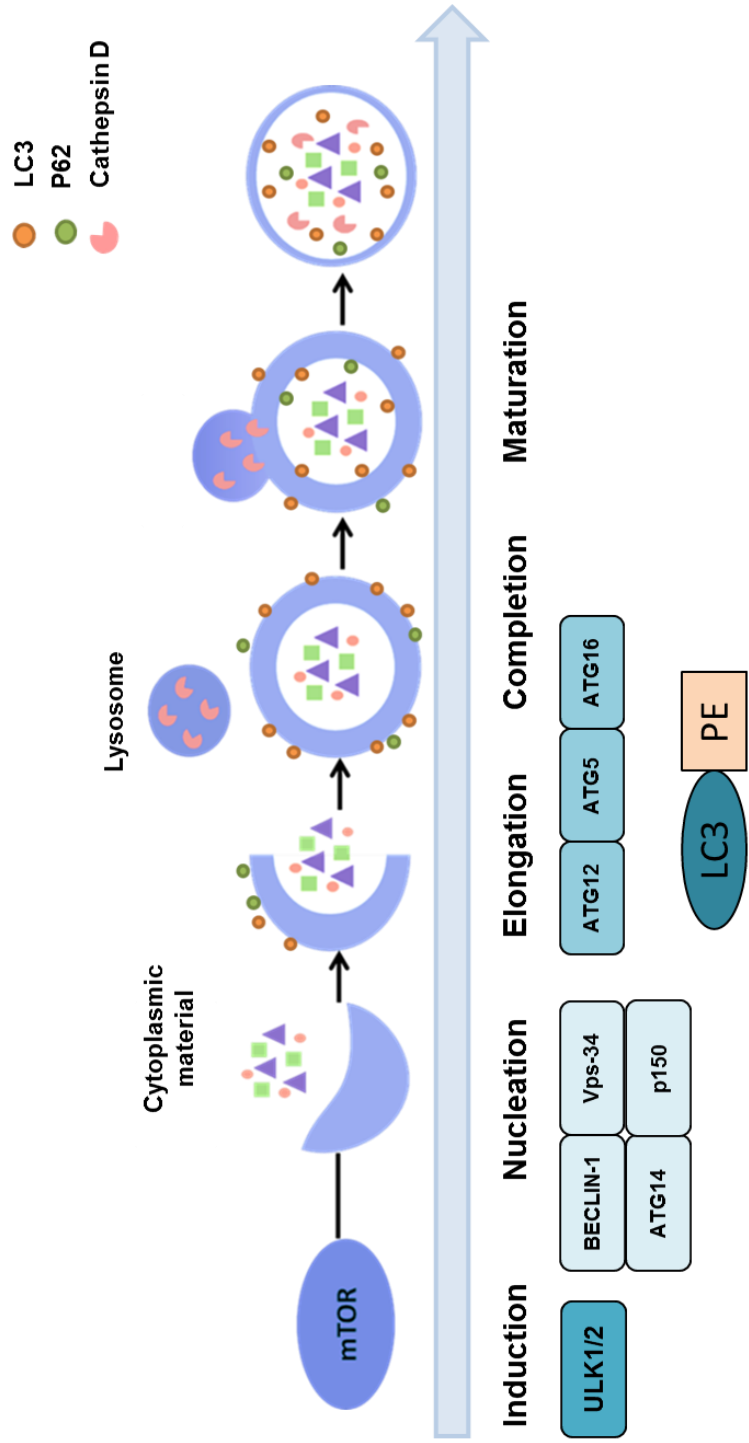 LC3
P62
Cathepsin D
Lysosome
Cytoplasmic
material
mTOR
Induction
Nucleation
Elongation
Completion
Maturation
ULK1/2
BECLIN-1
Vps-34
ATG14
p150
ATG12
ATG5
ATG16
LC3
PE